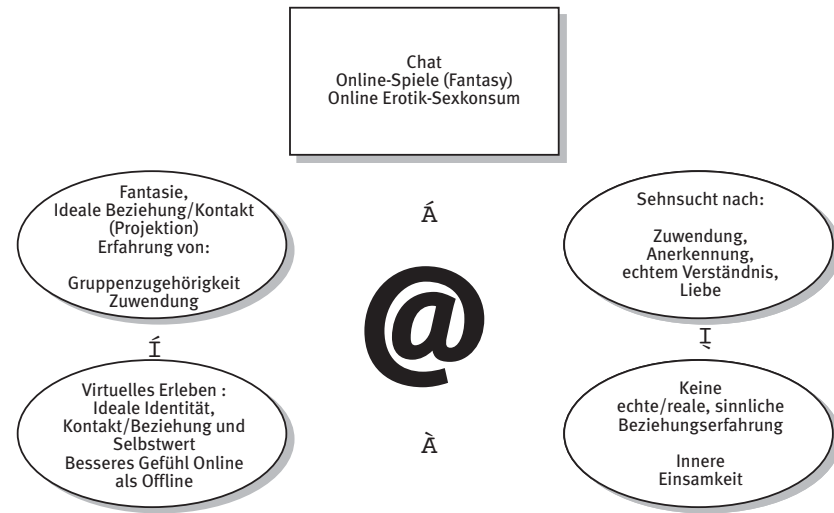 Chat
Online-Spiele (Fantasy)
Online Erotik-Sexkonsum
Fantasie,
Ideale Beziehung/Kontakt
(Projektion)
Erfahrung von:
Gruppenzugehörigkeit
Zuwendung
Á
Sehnsucht nach:
Zuwendung,
Anerkennung,
echtem Verständnis,
Liebe
@
Í
Virtuelles Erleben :
Ideale Identität,
Kontakt/Beziehung und
Selbstwert
Besseres Gefühl Online
als Offline
À
Keine
echte/reale, sinnliche
Beziehungserfahrung
Innere
Einsamkeit